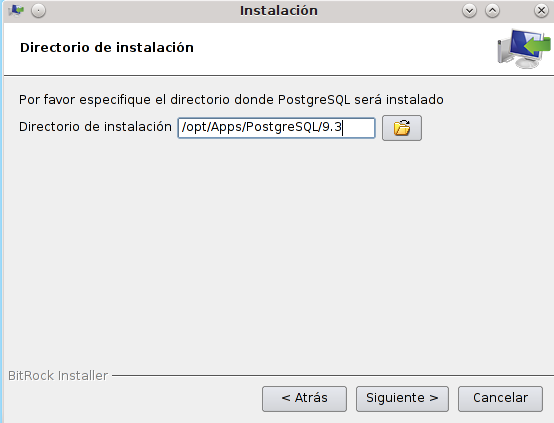 Instalación
Directorio de instalación
Por favor especifique el directorio donde PostgreSQL será instalado
Directorio de instalación /opt/Apps/PostgreSQL/9.3
BitRock Installer
< Atrás Siguiente > Cancelar